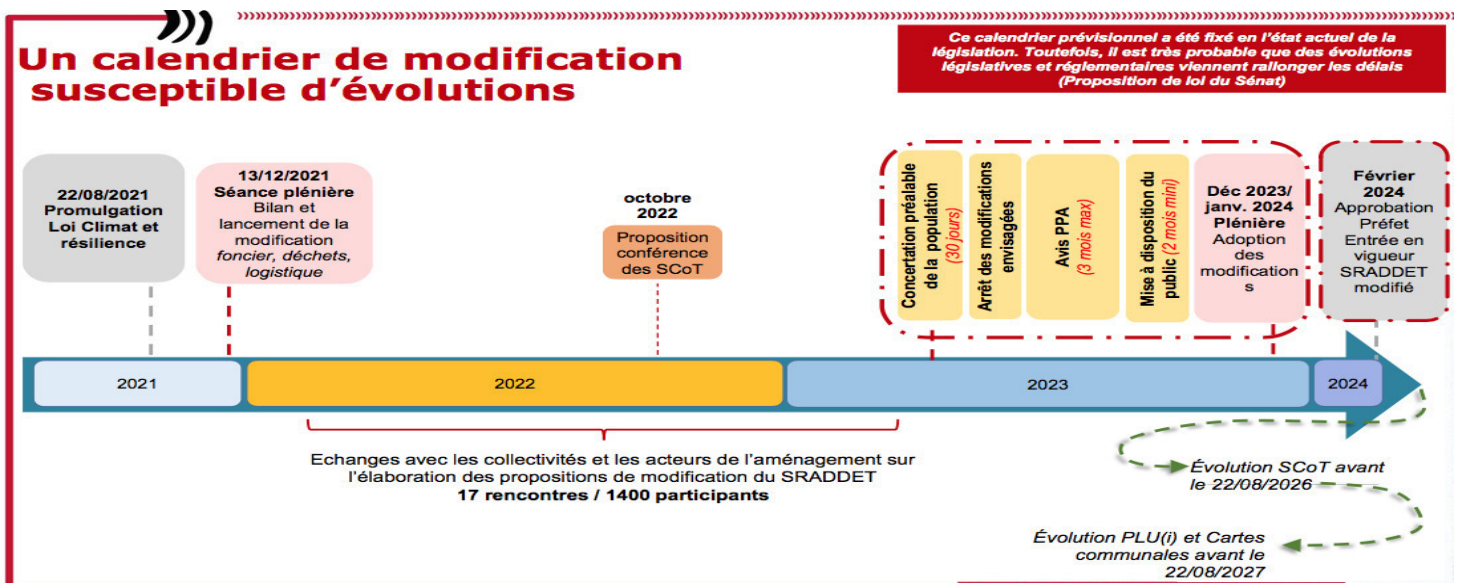 Un calendrier de modification
susceptible d’évolutions
Ce calendrier prévisionnel a été fixé en l’état actuel de la
législation. Toutefois, il est très probable que des évolutions
législatives et réglementaires viennent rallonger les délais
(Proposition de loi du Sénat)
22/08/2021
Promulgation
Loi Climat et
résilience
13/12/2021
Séance plénière
Bilan et
lancement de la
modification
foncier, déchets,
logistique
octobre
2022
Proposition
conférence
des SCoT
Concertation préalable
de la population
(30 jours)
Arrêt des modifications
envisagées
Avis PPA
(3 mois max)
Mise à disposition du
public (2 mois mini)
Déc 2023/
janv. 2024
Plénière
Adoption
des
modification
s
Février
2024
Approbation
Préfet
Entrée en
vigueur
SRADDET
modifié
2021
2022
2023
2024
Echanges avec les collectivités et les acteurs de l’aménagement sur
l’élaboration des propositions de modification du SRADDET
17 rencontres / 1400 participants
Évolution SCoT avant
le 22/08/2026
Évolution PLU(i) et Cartes
communales avant le
22/08/2027